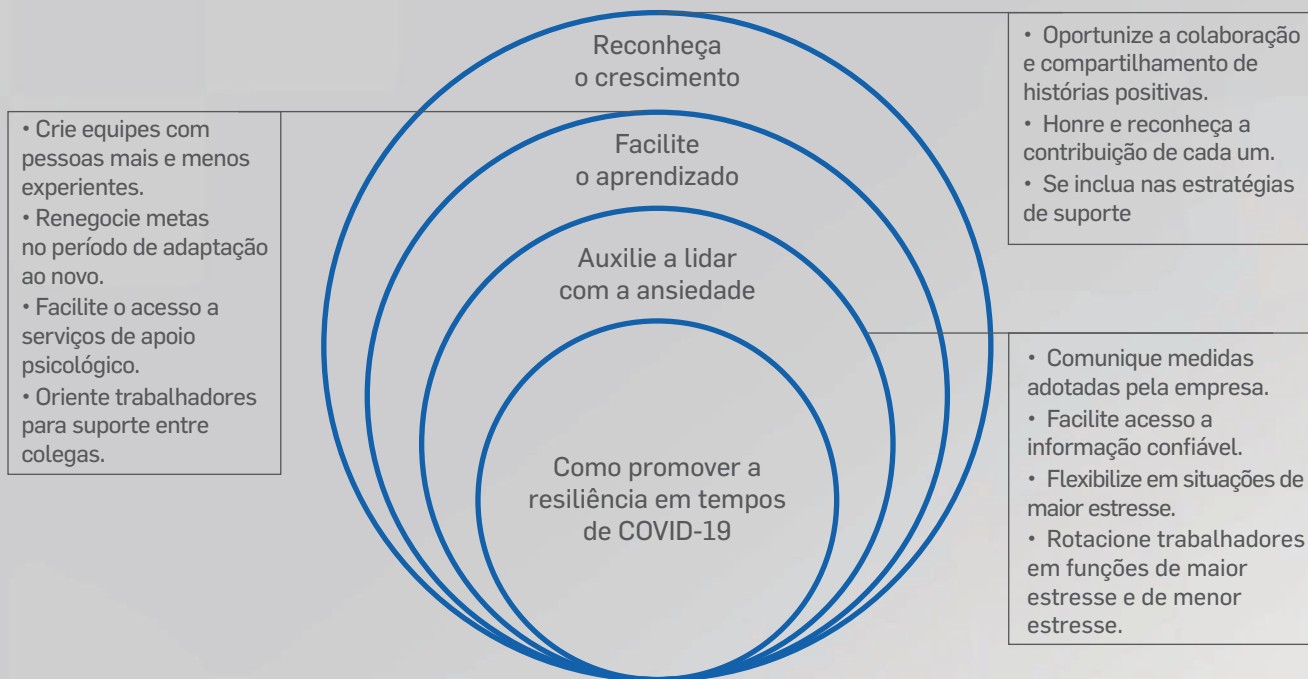 Reconheça
o crescimento
Facilite
o aprendizado
Auxilie a lidar
com a ansiedade
Como promover a
resiliência em tempos
de COVID-19
• Crie equipes com
pessoas mais e menos
experientes.
• Renegocie metas
no período de adaptação
ao novo.
• Facilite o acesso a
serviços de apoio
psicológico.
• Oriente trabalhadores
para suporte entre
colegas.
• Oportunize a colaboração
e compartilhamento de
histórias positivas.
• Honre e reconheça a
contribuição de cada um.
• Se inclua nas estratégias
de suporte
• Comunique medidas
adotadas pela empresa.
• Facilite acesso a
informação confiável.
• Flexibilize em situações de
maior estresse.
• Rotacione trabalhadores
em funções de maior
estresse e de menor
estresse.